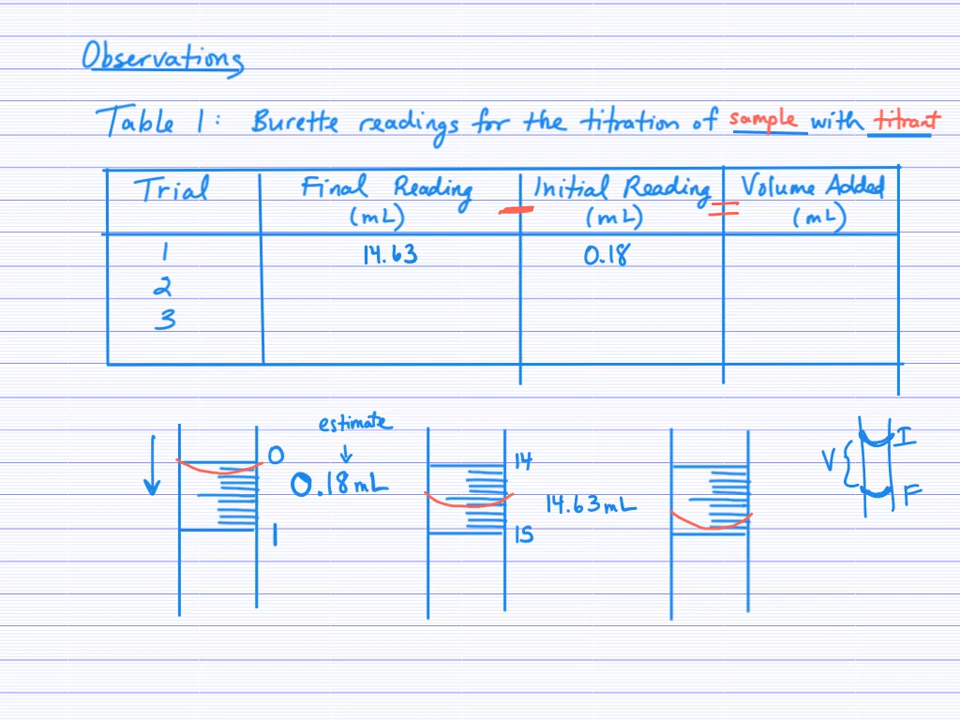 Observations
Table 1: Burette readings for the titration of sample with titrant
Trial Final Reading (mL) — Initial Reading (mL) = Volume Added (mL)
1 14.63 0.18
2
3
estimate
0 0.18mL
1
14
14.63mL
15
V I
F